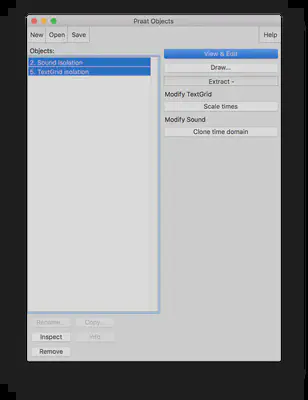 Praat Objects
New Open Save Help
Objects:
2. Sound isolation
5. TextGrid isolation
View & Edit
Draw...
Extract -
Modify TextGrid
Scale times
Modify Sound
Clone time domain
Rename... Copy...
Inspect Info
Remove